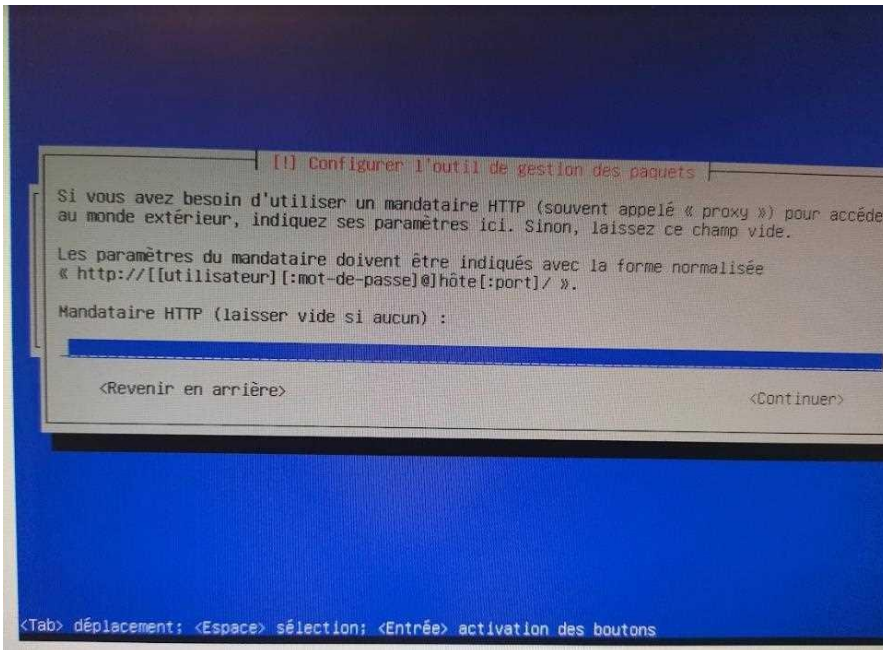 [!] Configurer l'outil de gestion des paquets
Si vous avez besoin d'utiliser un mandataire HTTP (souvent appelé « proxy ») pour accéde
au monde extérieur, indiquez ses paramètres ici. Sinon, laissez ce champ vide.
Les paramètres du mandataire doivent être indiqués avec la forme normalisée
« http://[[utilisateur][:mot-de-passe]@]hôte[:port]/ ».
Mandataire HTTP (laisser vide si aucun) :
<Revenir en arrière> <Continuer>
<Tab> déplacement; <Espace> sélection; <Entrée> activation des boutons